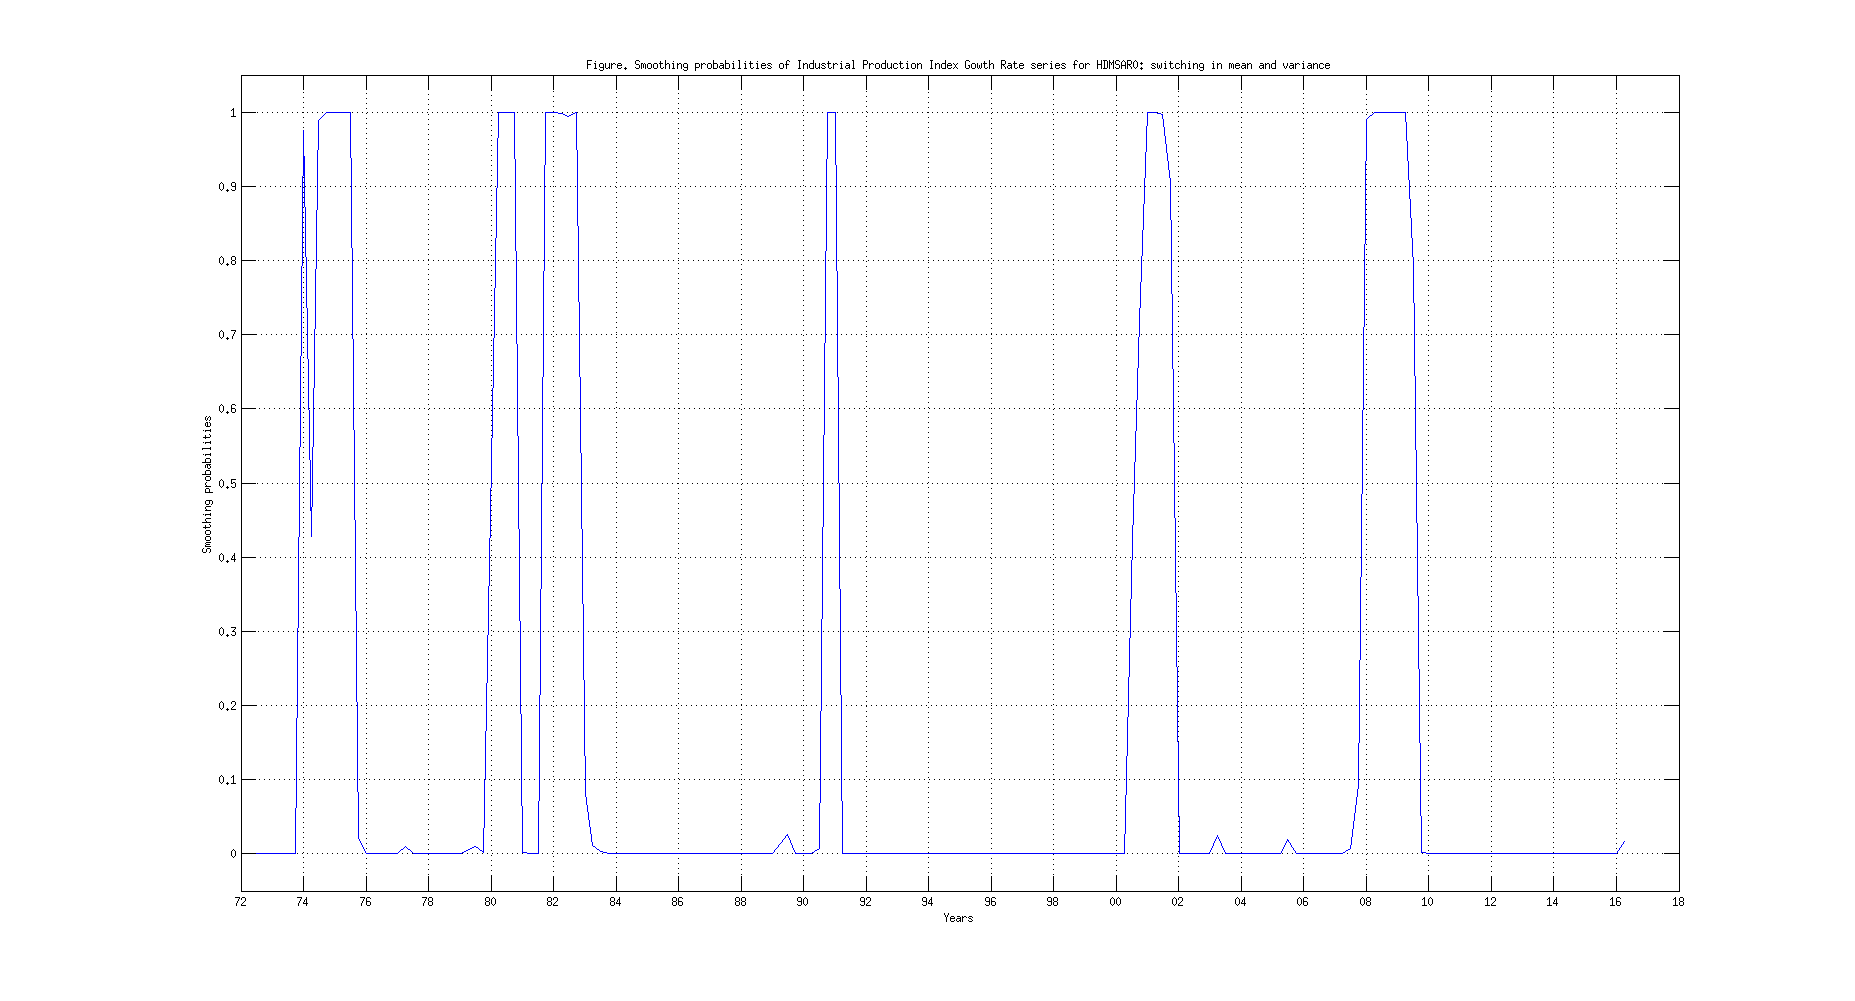 Figure. Smoothing probabilities of Industrial Production Index Gowth Rate series for HDMSAR0: switching in mean and variance
1
0.9
0.8
0.7
0.6
0.5
0.4
0.3
0.2
0.1
0
Smoothing probabilities
72 74 76 78 80 82 84 86 88 90 92 94 96 98 00 02 04 06 08 10 12 14 16 18
Years